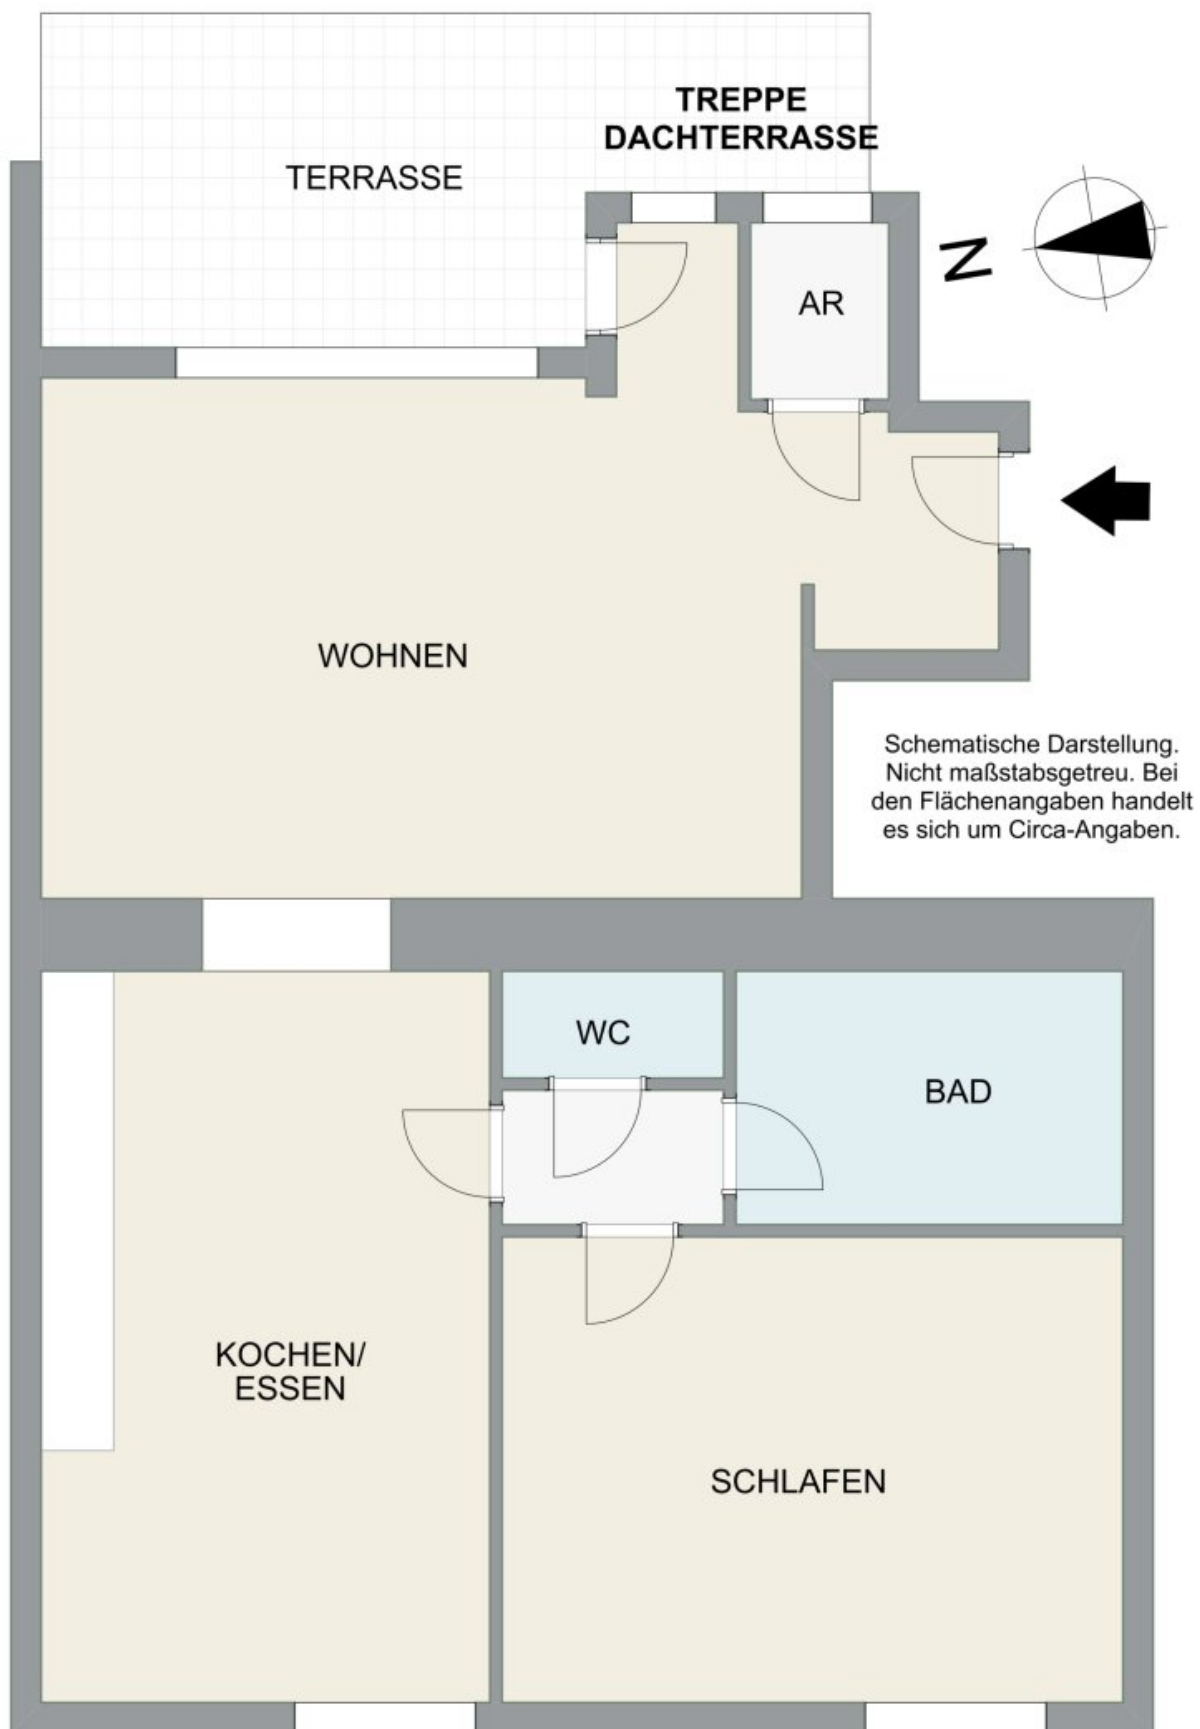 TREPPE
DACHTERRASSE
TERRASSE
N
AR
WOHNEN
Schematische Darstellung.
Nicht maßstabsgetreu. Bei
den Flächenangaben handelt
es sich um Circa-Angaben.
WC
BAD
KOCHEN/
ESSEN
SCHLAFEN